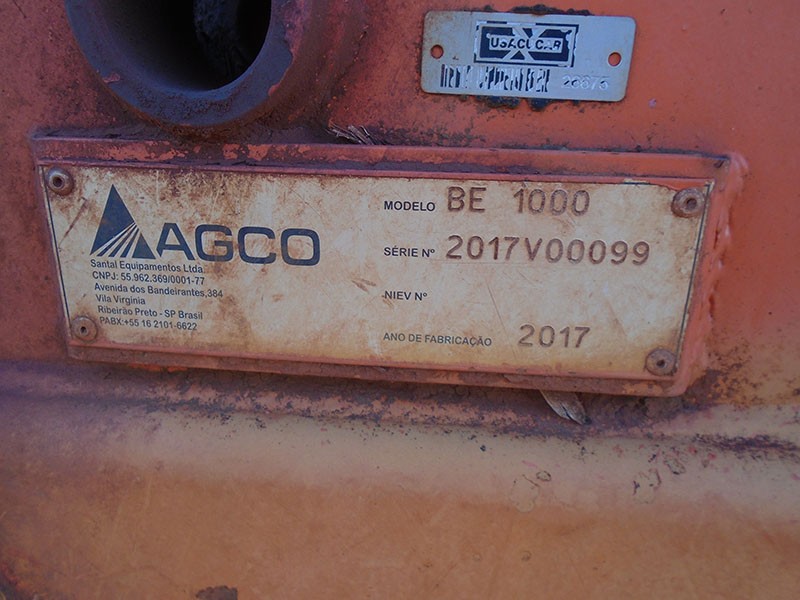 USACUCAR
AGCO
Santal Equipamentos Ltda.
CNPJ: 55.962.369/0001-77
Avenida dos Bandeirantes,384
Vila Virginia
Ribeirão Preto - SP Brasil
PABX:+55 16 2101-6622
MODELO BE 1000
SÉRIE Nº 2017V00099
NIEV Nº
ANO DE FABRICAÇÃO 2017